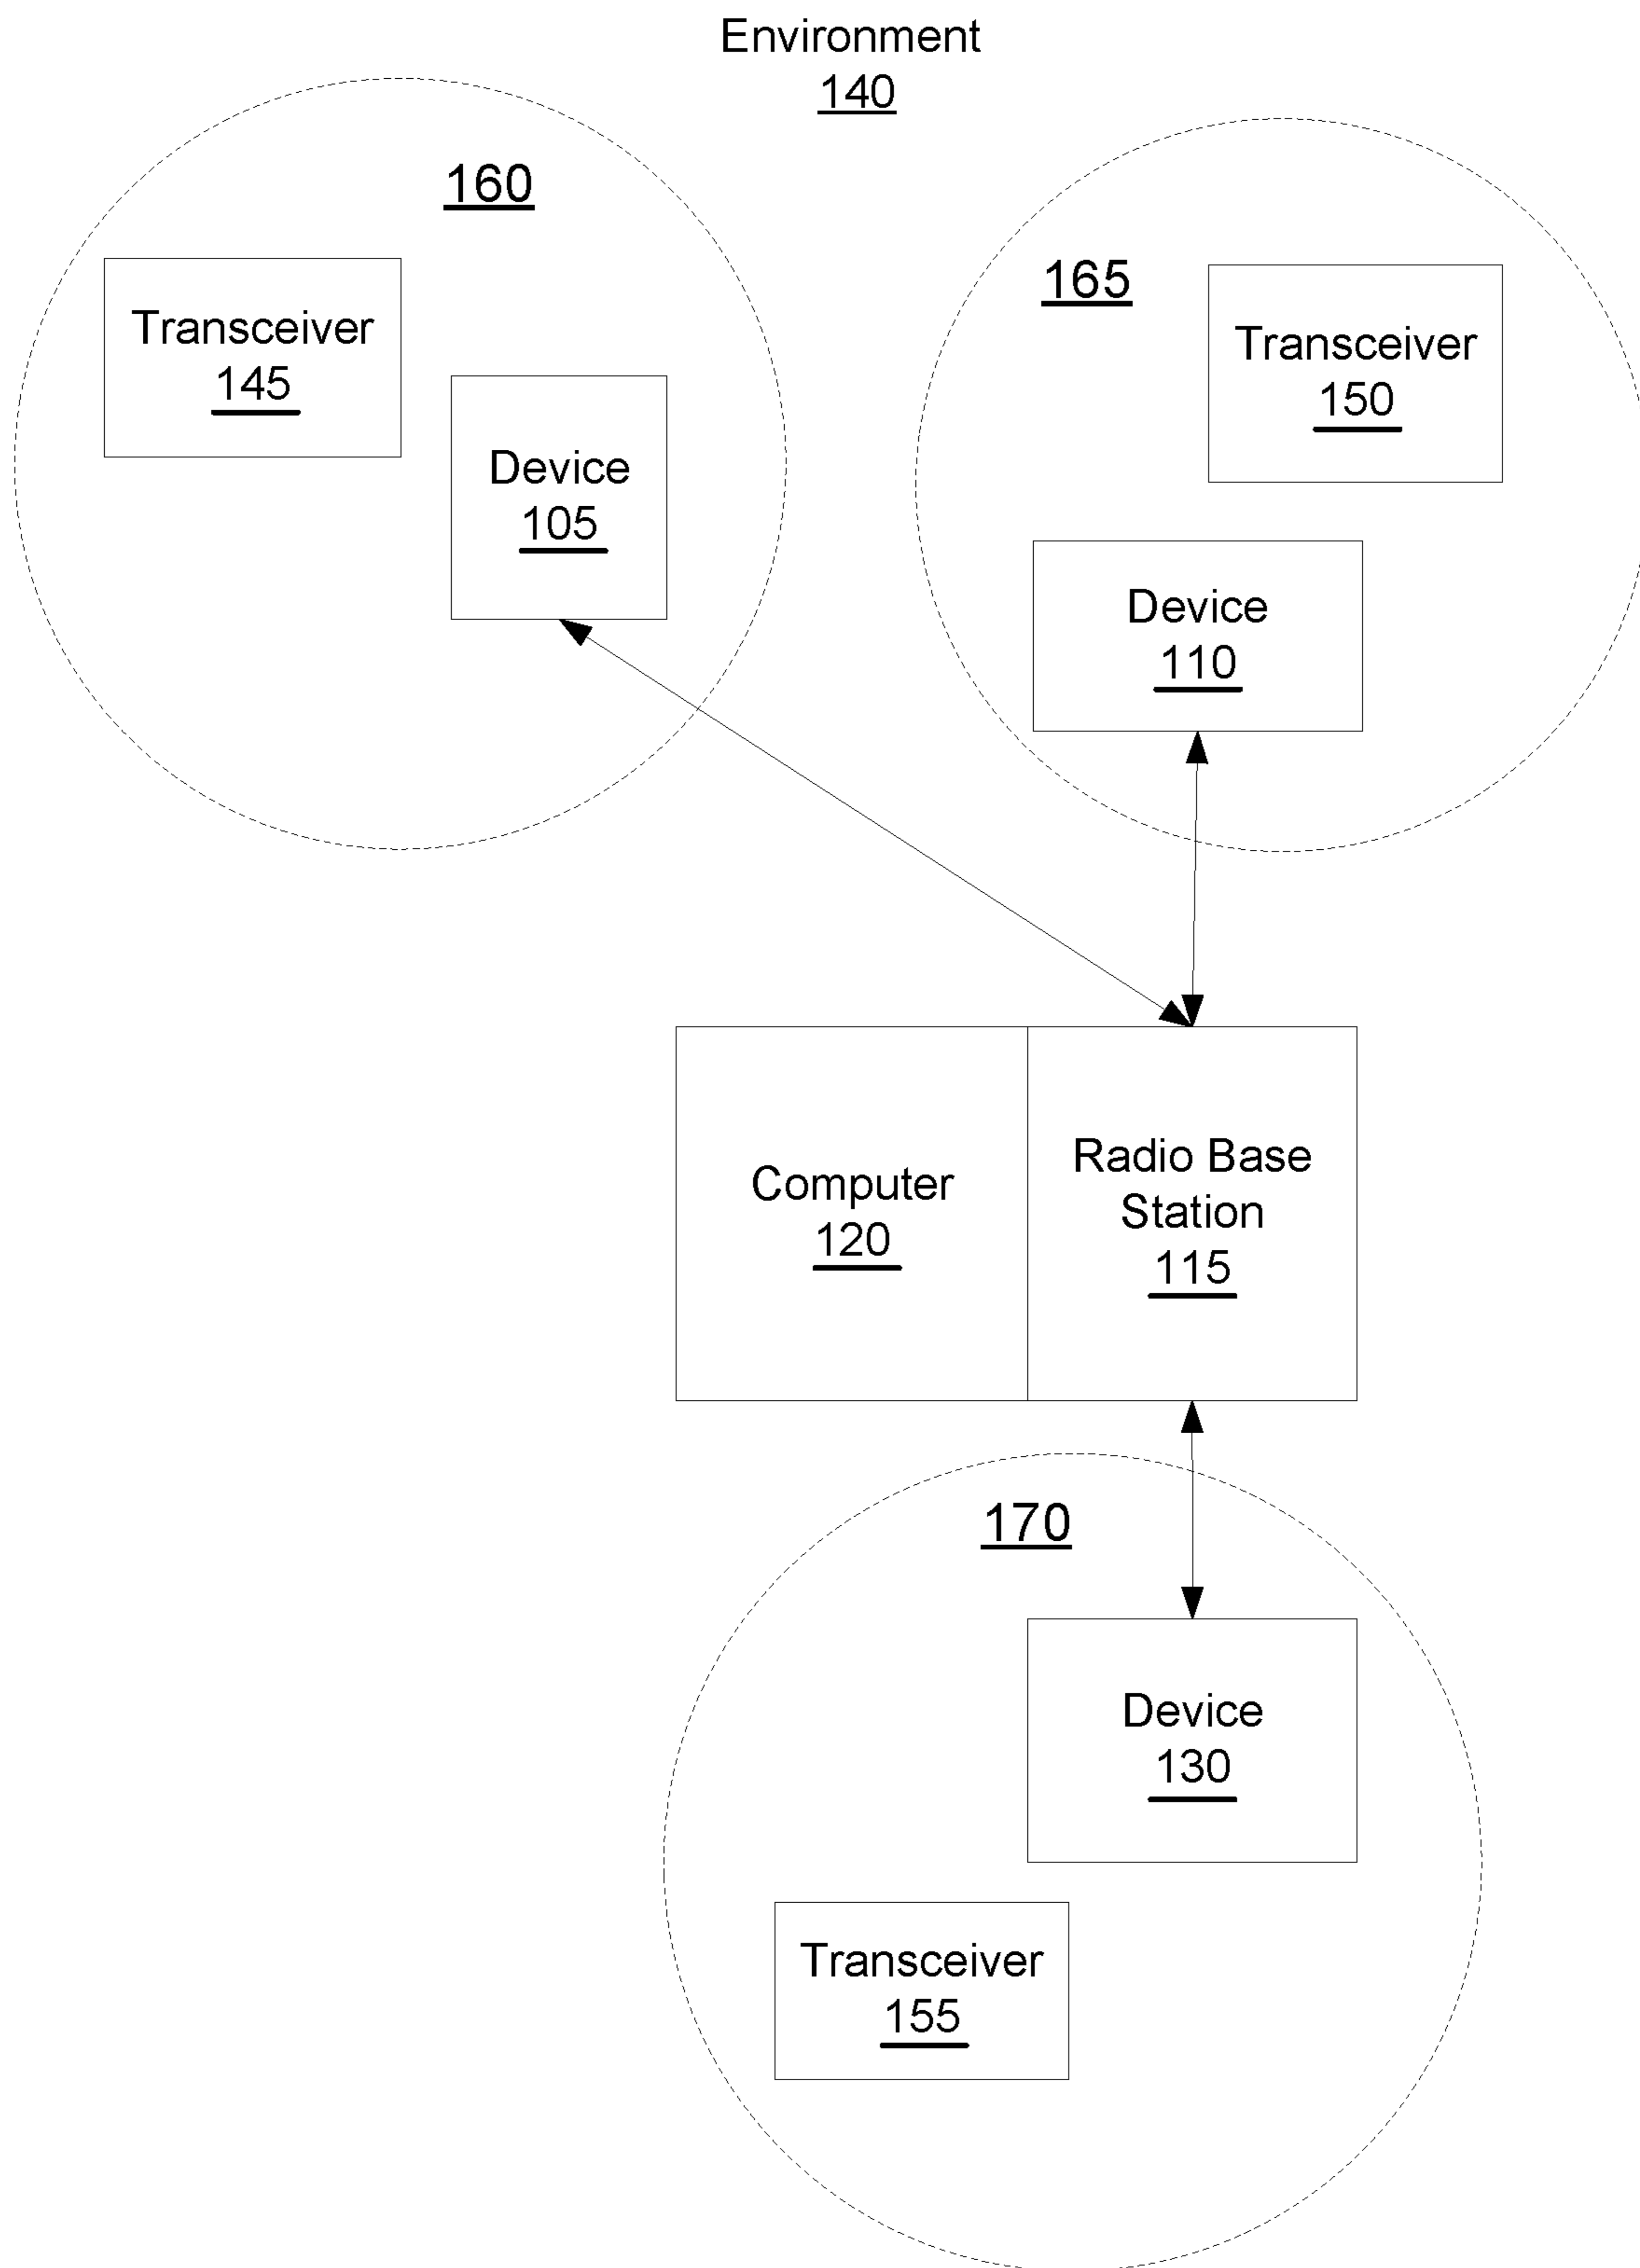 Environment
140
160
Transceiver
145
Device
105
165
Transceiver
150
Device
110
Computer
120
Radio Base
Station
115
170
Device
130
Transceiver
155